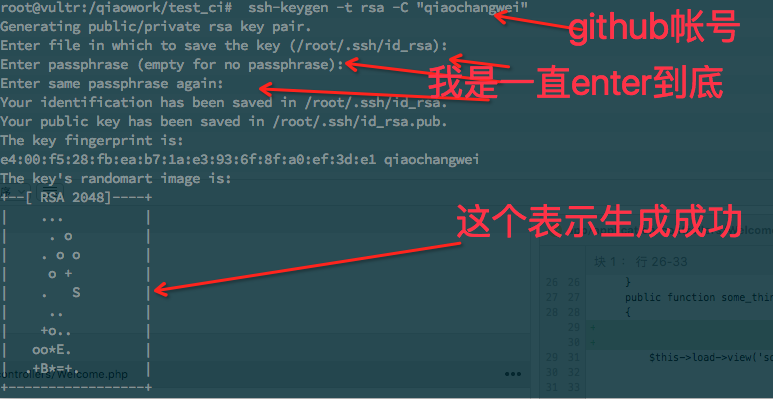 root@vultr:/qiaowork/test_ci# ssh-keygen -t rsa -C "qiaochangwei"
github帐号
Generating public/private rsa key pair.
Enter file in which to save the key (/root/.ssh/id_rsa):
Enter passphrase (empty for no passphrase):
我是一直enter到底
Enter same passphrase again:
Your identification has been saved in /root/.ssh/id_rsa.
Your public key has been saved in /root/.ssh/id_rsa.pub.
The key fingerprint is:
e4:00:f5:28:fb:ea:b7:1a:e3:93:6f:8f:a0:ef:3d:e1 qiaochangwei
The key's randomart image is:
+--[ RSA 2048]----+
|     ...         |
|      . o        |
|     . o o       |
|      o +        |
|     .   S       |
|      ..         |
|     +o..        |
|    oo*E.        |
|   .+B*=+.       |
+-----------------+
这个表示生成成功
块 1 ： 行 26-33
26 26 }
27 27 public function some_thin
28 28 {
29 +
30 +
29 31 $this->load->view('sc
30 32
31 33
ontrollers/Welcome.php
•••